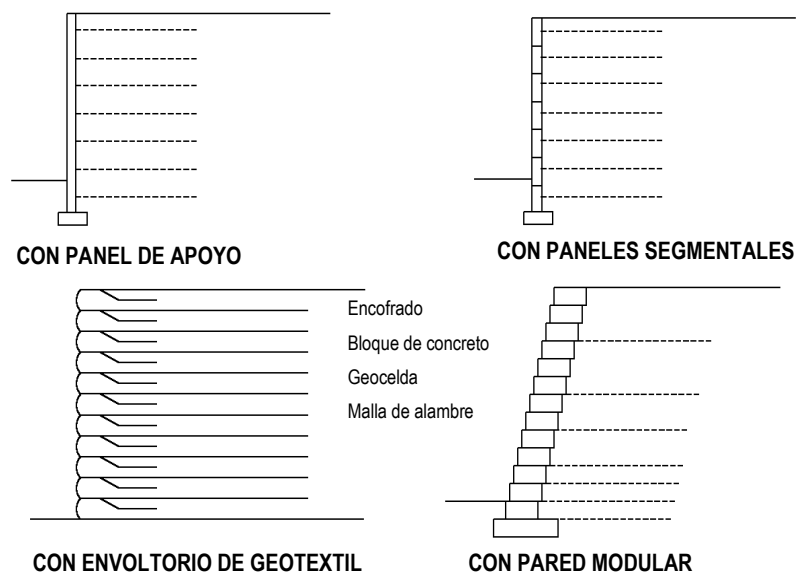 CON PANEL DE APOYO
CON PANELES SEGMENTALES
Encofrado
Bloque de concreto
Geocelda
Malla de alambre
CON ENVOLTORIO DE GEOTEXTIL
CON PARED MODULAR